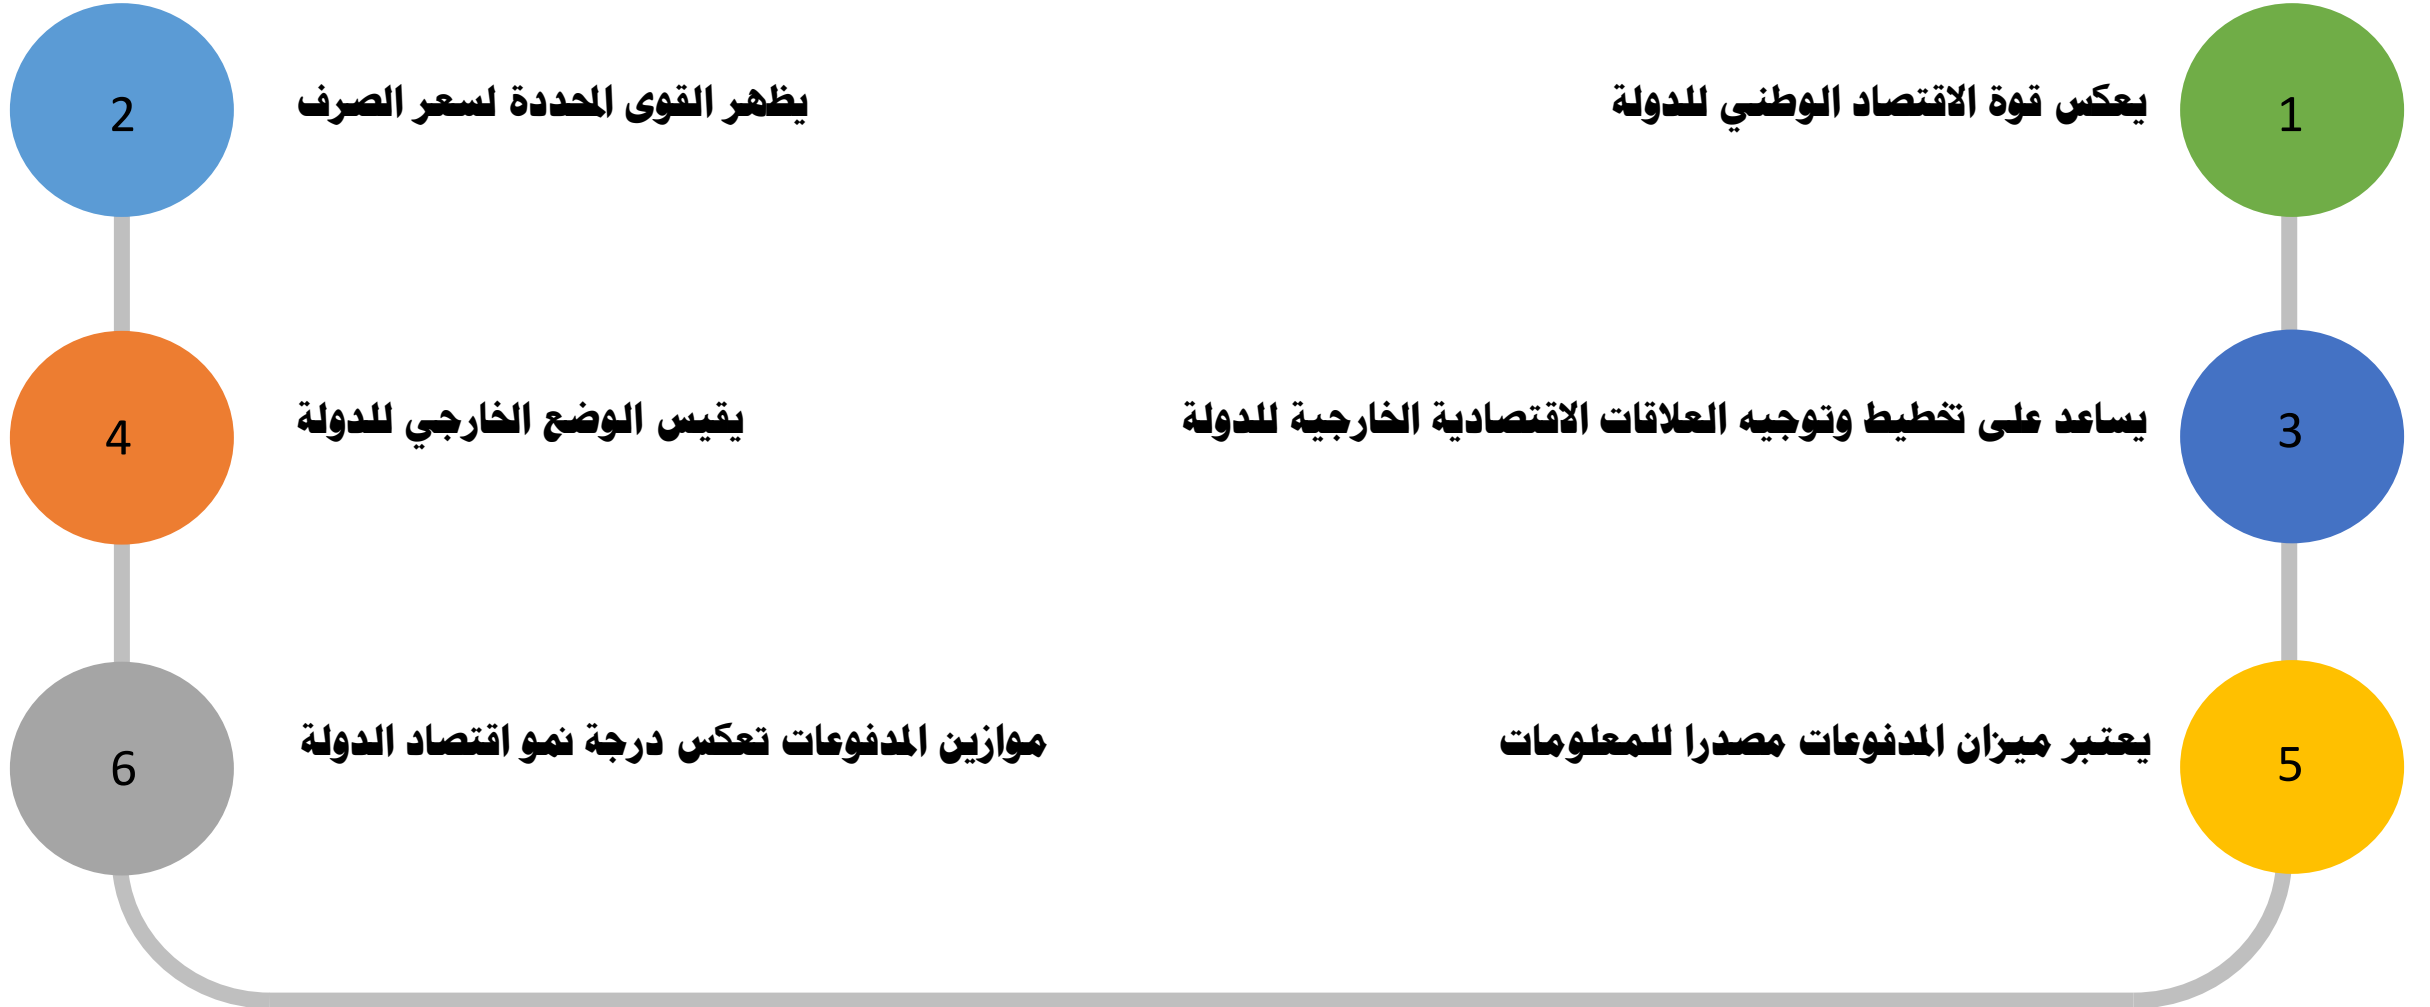 1
يعكس قوة الاقتصاد الوطني للدولة
2
يظهر القوى المحددة لسعر الصرف
3
يساعد على تخطيط وتوجيه العلاقات الاقتصادية الخارجية للدولة
4
يقيس الوضع الخارجي للدولة
5
يعتبر ميزان المدفوعات مصدرا للمعلومات
6
موازين المدفوعات تعكس درجة نمو اقتصاد الدولة